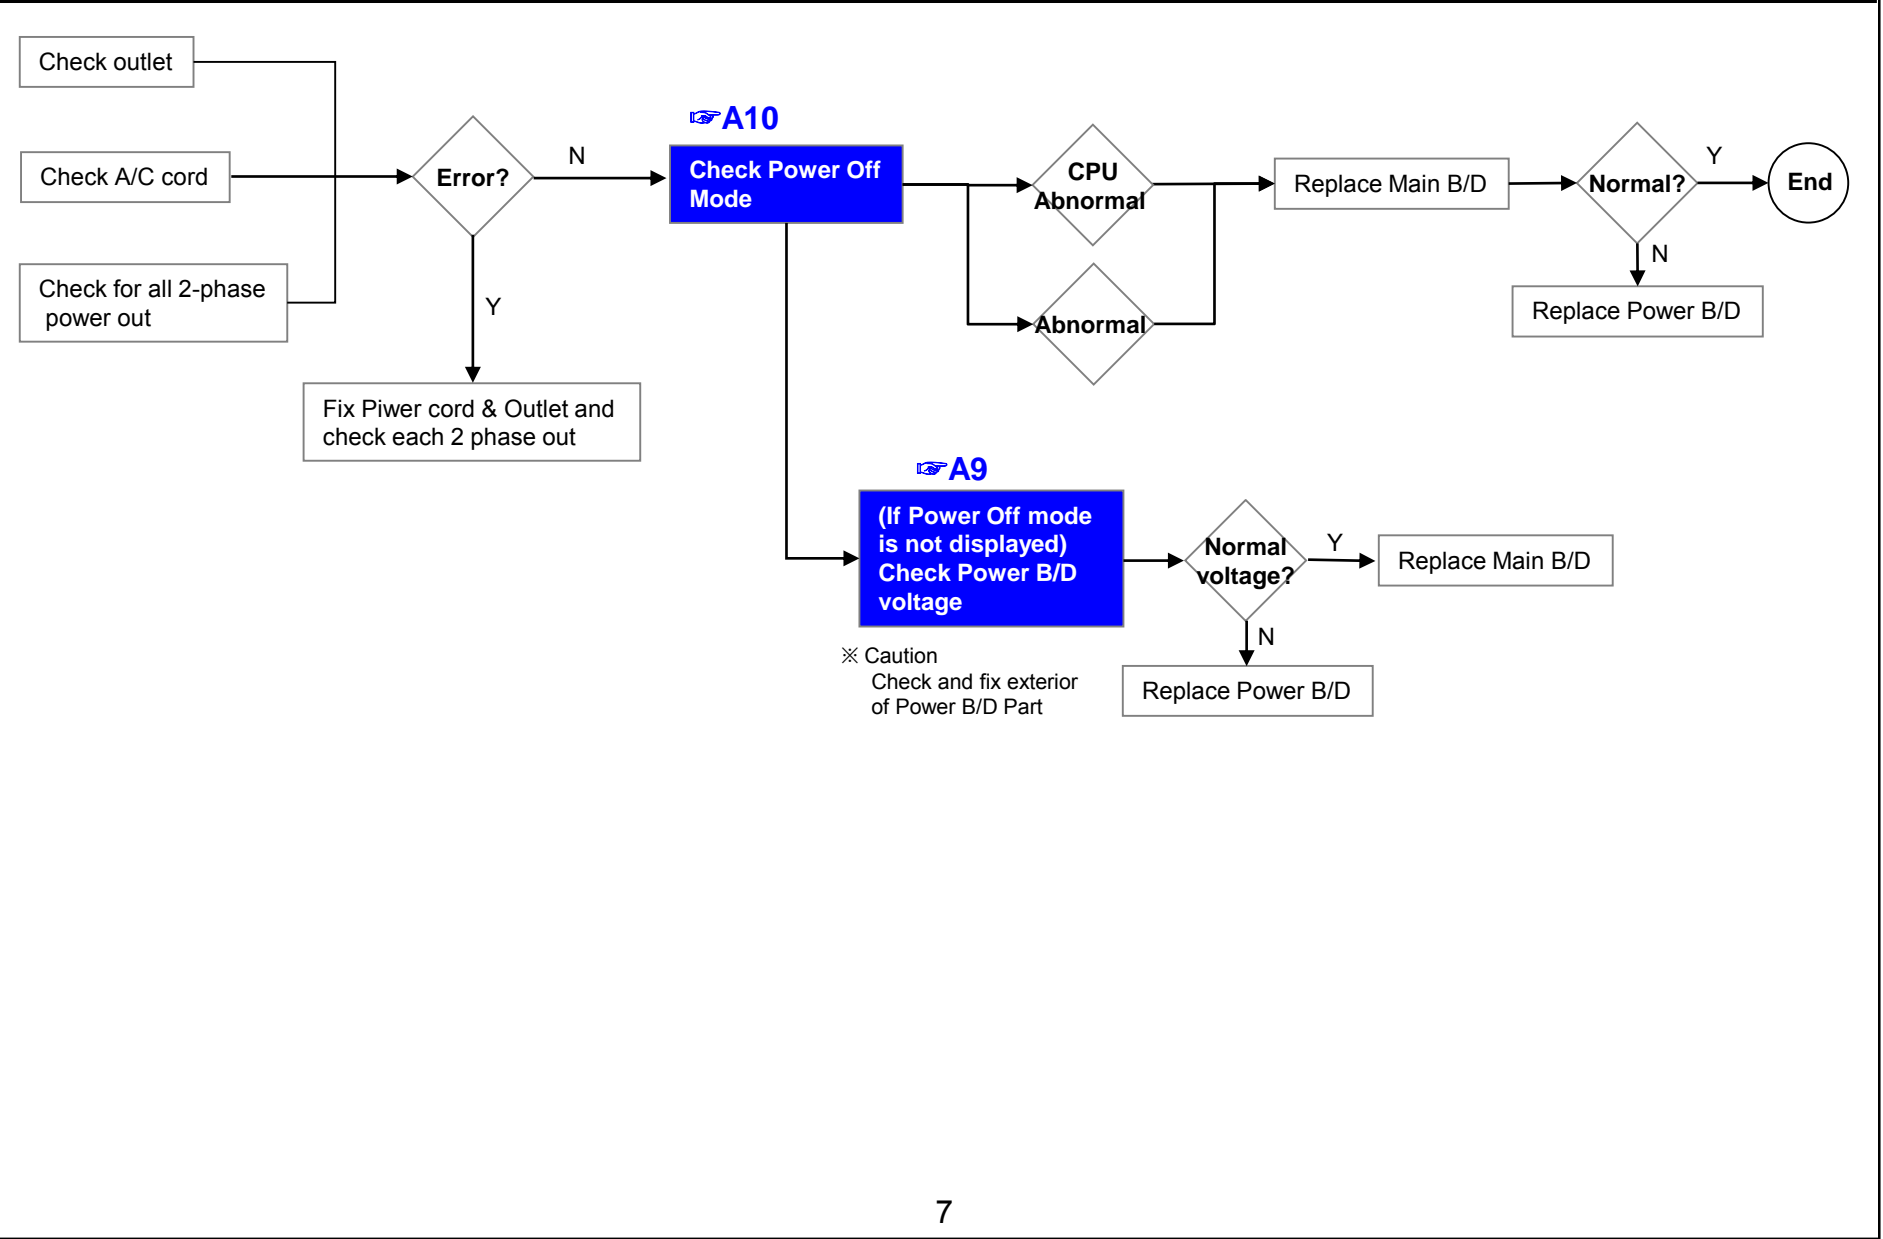 Check outlet
Check A/C cord
Check for all 2-phase
power out
Error?
N
Y
Fix Piwer cord & Outlet and
check each 2 phase out
☞A10
Check Power Off
Mode
CPU
Abnormal
Abnormal
Replace Main B/D
Normal?
Y
End
N
Replace Power B/D
☞A9
(If Power Off mode
is not displayed)
Check Power B/D
voltage
※ Caution
Check and fix exterior
of Power B/D Part
Normal
voltage?
Y
Replace Main B/D
N
Replace Power B/D
7